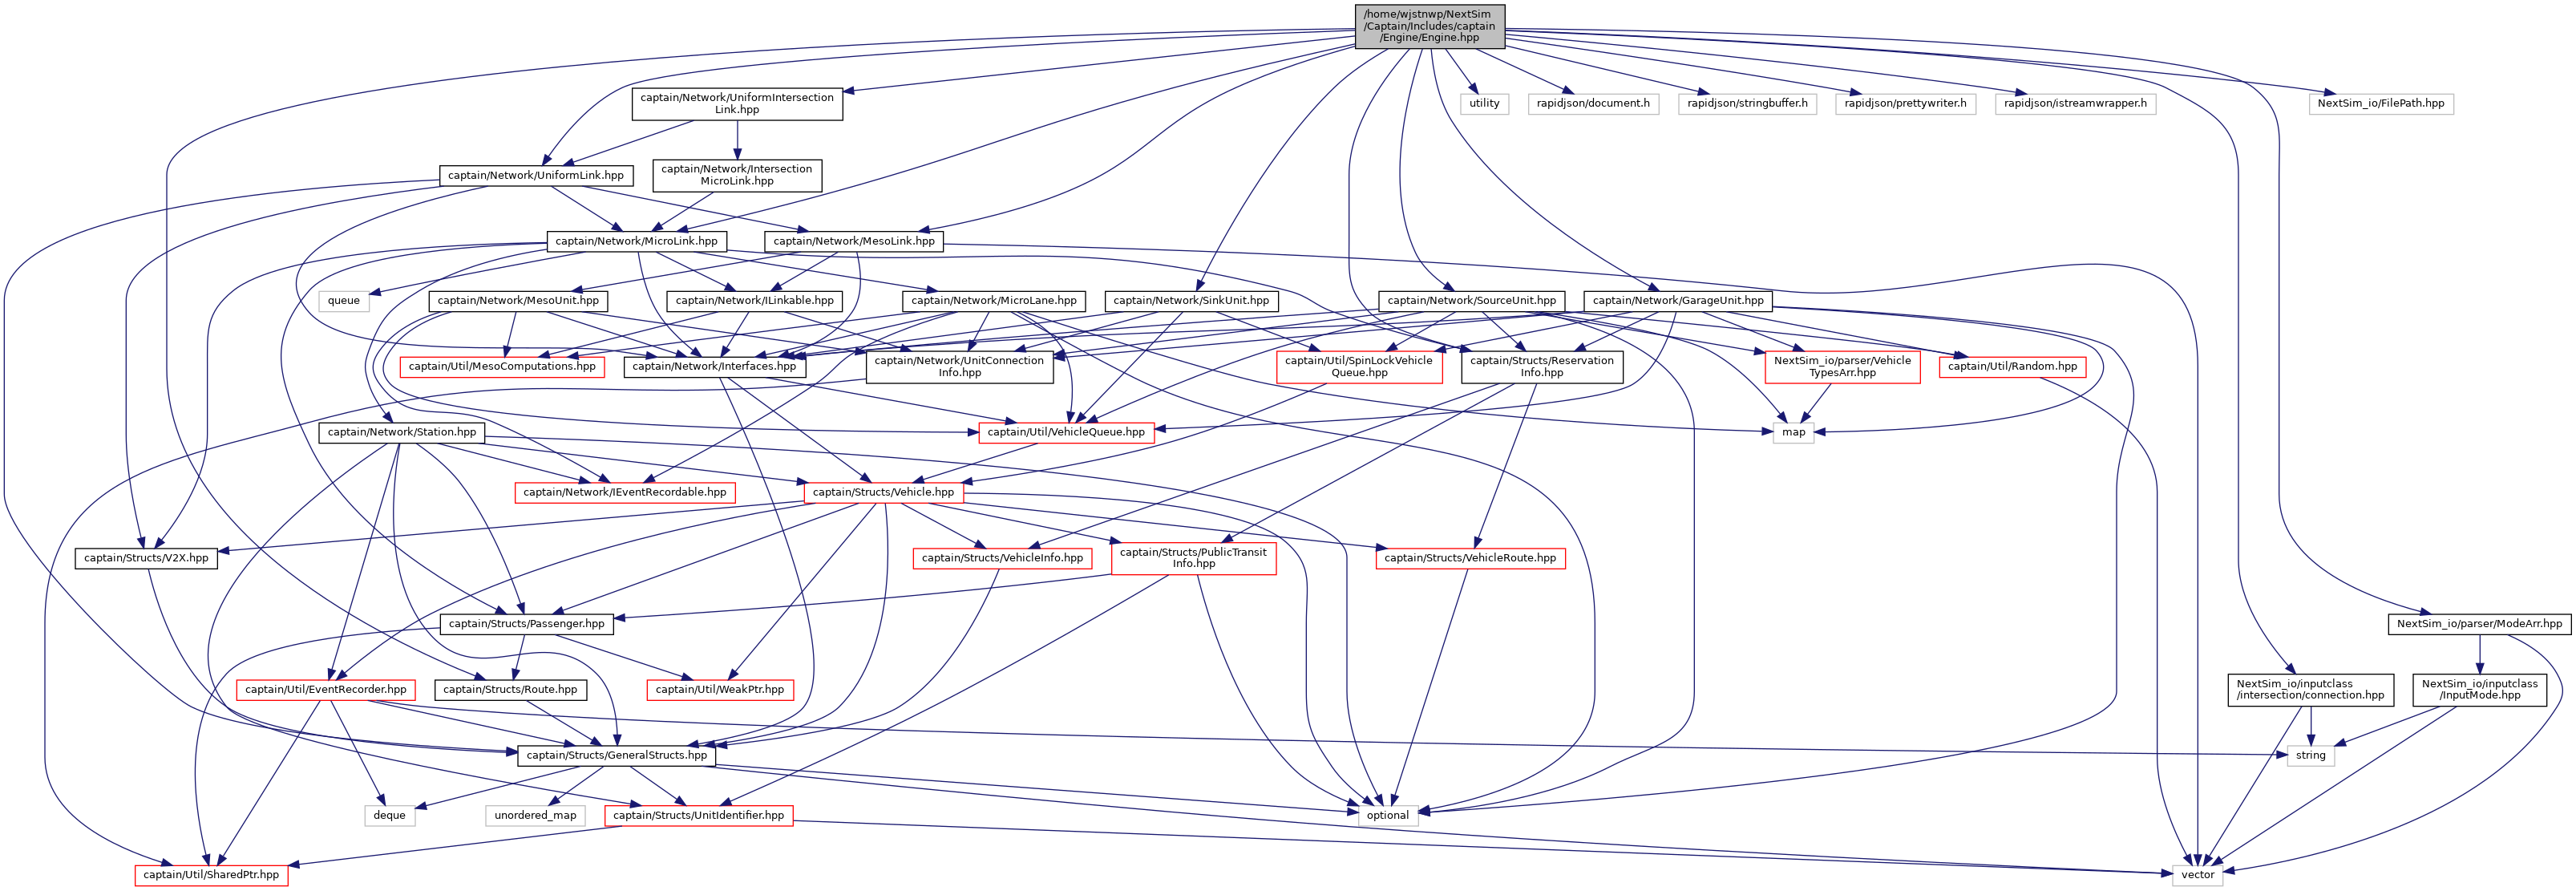 /home/wjstnwp/NextSim
/Captain/Includes/captain
/Engine/Engine.hpp
captain/Network/UniformIntersection
Link.hpp
utility
rapidjson/document.h
rapidjson/stringbuffer.h
rapidjson/prettywriter.h
rapidjson/istreamwrapper.h
NextSim_io/FilePath.hpp
captain/Network/UniformLink.hpp
captain/Network/Intersection
MicroLink.hpp
captain/Network/MicroLink.hpp
captain/Network/MesoLink.hpp
queue
captain/Network/MesoUnit.hpp
captain/Network/ILinkable.hpp
captain/Network/MicroLane.hpp
captain/Network/SinkUnit.hpp
captain/Network/SourceUnit.hpp
captain/Network/GarageUnit.hpp
captain/Util/MesoComputations.hpp
captain/Network/Interfaces.hpp
captain/Network/UnitConnection
Info.hpp
captain/Util/SpinLockVehicle
Queue.hpp
captain/Structs/Reservation
Info.hpp
NextSim_io/parser/Vehicle
TypesArr.hpp
captain/Util/Random.hpp
captain/Network/Station.hpp
captain/Util/VehicleQueue.hpp
map
captain/Network/IEventRecordable.hpp
captain/Structs/Vehicle.hpp
captain/Structs/V2X.hpp
captain/Structs/VehicleInfo.hpp
captain/Structs/PublicTransit
Info.hpp
captain/Structs/VehicleRoute.hpp
captain/Structs/Passenger.hpp
NextSim_io/parser/ModeArr.hpp
captain/Util/EventRecorder.hpp
captain/Structs/Route.hpp
captain/Util/WeakPtr.hpp
NextSim_io/inputclass
/intersection/connection.hpp
NextSim_io/inputclass
/InputMode.hpp
captain/Structs/GeneralStructs.hpp
string
deque
unordered_map
captain/Structs/UnitIdentifier.hpp
optional
captain/Util/SharedPtr.hpp
vector